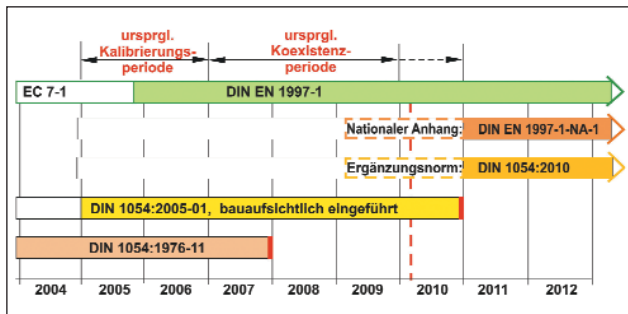 ursprgl.
Kalibrierungs-
periode
ursprgl.
Koexistenz-
periode
EC 7-1
DIN EN 1997-1
Nationaler Anhang:
DIN EN 1997-1-NA-1
Ergänzungsnorm:
DIN 1054:2010
DIN 1054:2005-01, bauaufsichtlich eingeführt
DIN 1054:1976-11
2004 2005 2006 2007 2008 2009 2010 2011 2012